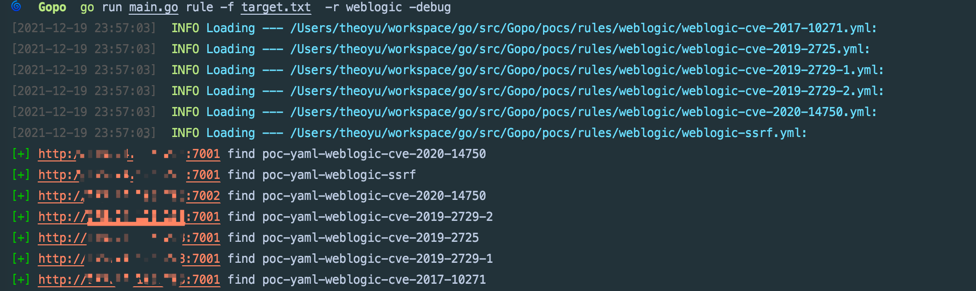 Gopo go run main.go rule -f target.txt -r weblogic -debug
[2021-12-19 23:57:03] INFO Loading --- /Users/theoyu/workspace/go/src/Gopo/pocs/rules/weblogic/weblogic-cve-2017-10271.yml:
[2021-12-19 23:57:03] INFO Loading --- /Users/theoyu/workspace/go/src/Gopo/pocs/rules/weblogic/weblogic-cve-2019-2725.yml:
[2021-12-19 23:57:03] INFO Loading --- /Users/theoyu/workspace/go/src/Gopo/pocs/rules/weblogic/weblogic-cve-2019-2729-1.yml:
[2021-12-19 23:57:03] INFO Loading --- /Users/theoyu/workspace/go/src/Gopo/pocs/rules/weblogic/weblogic-cve-2019-2729-2.yml:
[2021-12-19 23:57:03] INFO Loading --- /Users/theoyu/workspace/go/src/Gopo/pocs/rules/weblogic/weblogic-cve-2020-14750.yml:
[2021-12-19 23:57:03] INFO Loading --- /Users/theoyu/workspace/go/src/Gopo/pocs/rules/weblogic/weblogic-ssrf.yml:
[+] http:/ :7001 find poc-yaml-weblogic-cve-2020-14750
[+] http:/ :7001 find poc-yaml-weblogic-ssrf
[+] http:/ :7002 find poc-yaml-weblogic-cve-2020-14750
[+] http:// :7001 find poc-yaml-weblogic-cve-2019-2729-2
[+] http:// :7001 find poc-yaml-weblogic-cve-2019-2725
[+] http:// :7001 find poc-yaml-weblogic-cve-2019-2729-1
[+] http:// :7001 find poc-yaml-weblogic-cve-2017-10271